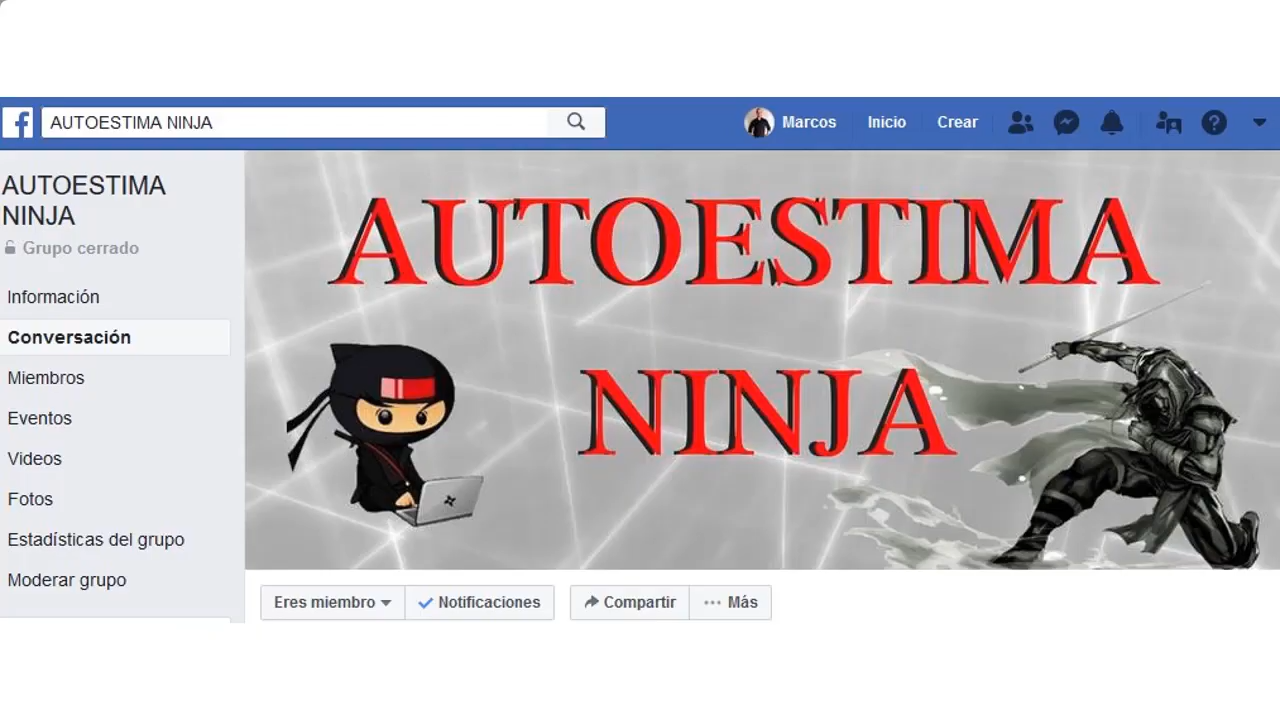 AUTOESTIMA NINJA
Marcos
Inicio
Crear
AUTOESTIMA
NINJA
Grupo cerrado
Información
Conversación
Miembros
Eventos
Videos
Fotos
Estadísticas del grupo
Moderar grupo
AUTOESTIMA
NINJA
Eres miembro
Notificaciones
Compartir
Más